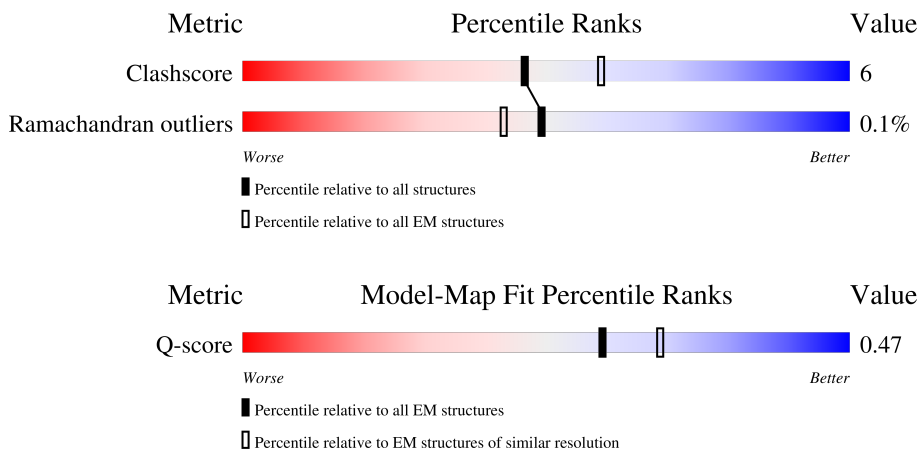 Metric Percentile Ranks Value
Clashscore 6
Ramachandran outliers 0.1%
Worse Better
Percentile relative to all structures
Percentile relative to all EM structures
Metric Model-Map Fit Percentile Ranks Value
Q-score 0.47
Worse Better
Percentile relative to all EM structures
Percentile relative to EM structures of similar resolution